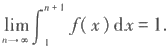 lim_{n→∞} ∫_1^{n+1} f(x) dx = 1.